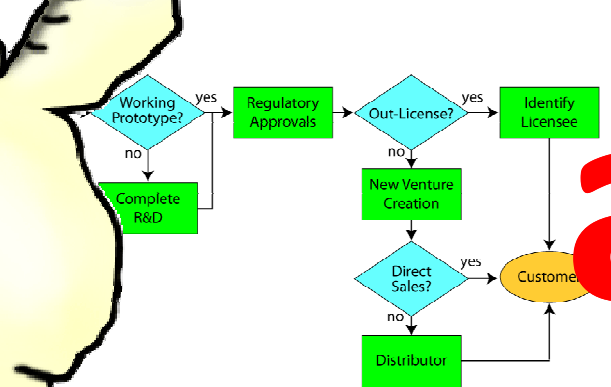 Working
Prototype?
yes
no
Complete
R&D
Regulatory
Approvals
Out-License?
yes
no
Identify
Licensee
New Venture
Creation
Direct
Sales?
yes
no
Distributor
Custome